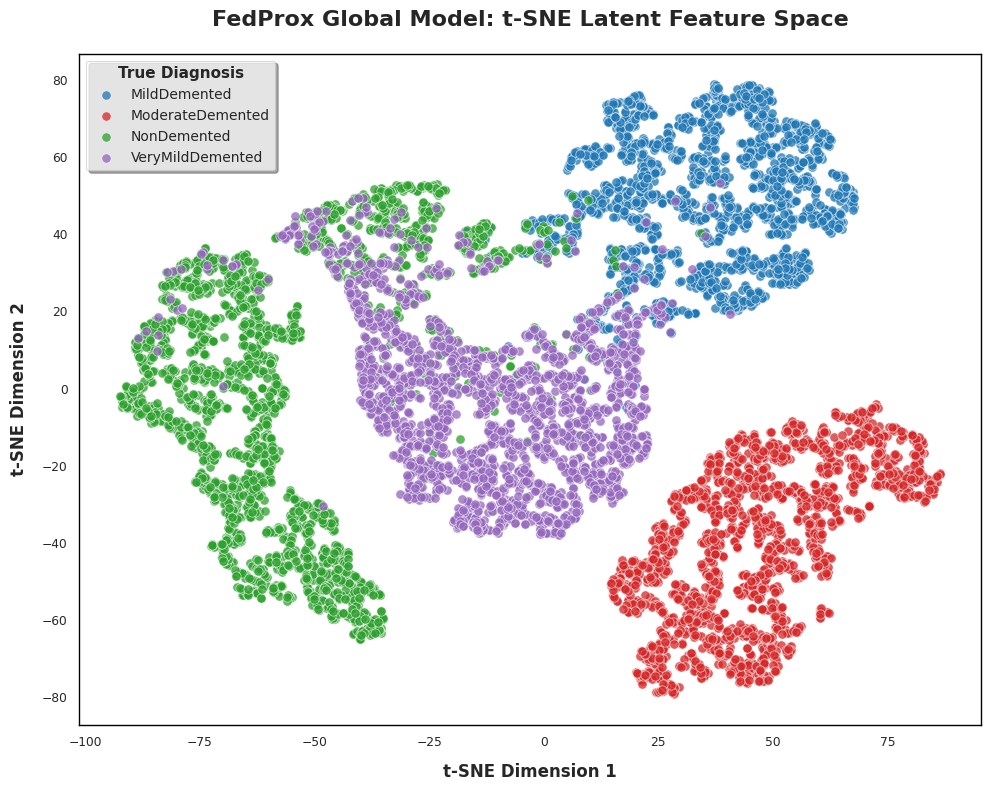 FedProx Global Model: t-SNE Latent Feature Space
True Diagnosis
MildDemented
ModerateDemented
NonDemented
VeryMildDemented
80
60
40
20
0
−20
−40
−60
−80
t-SNE Dimension 2
−100
−75
−50
−25
0
25
50
75
t-SNE Dimension 1